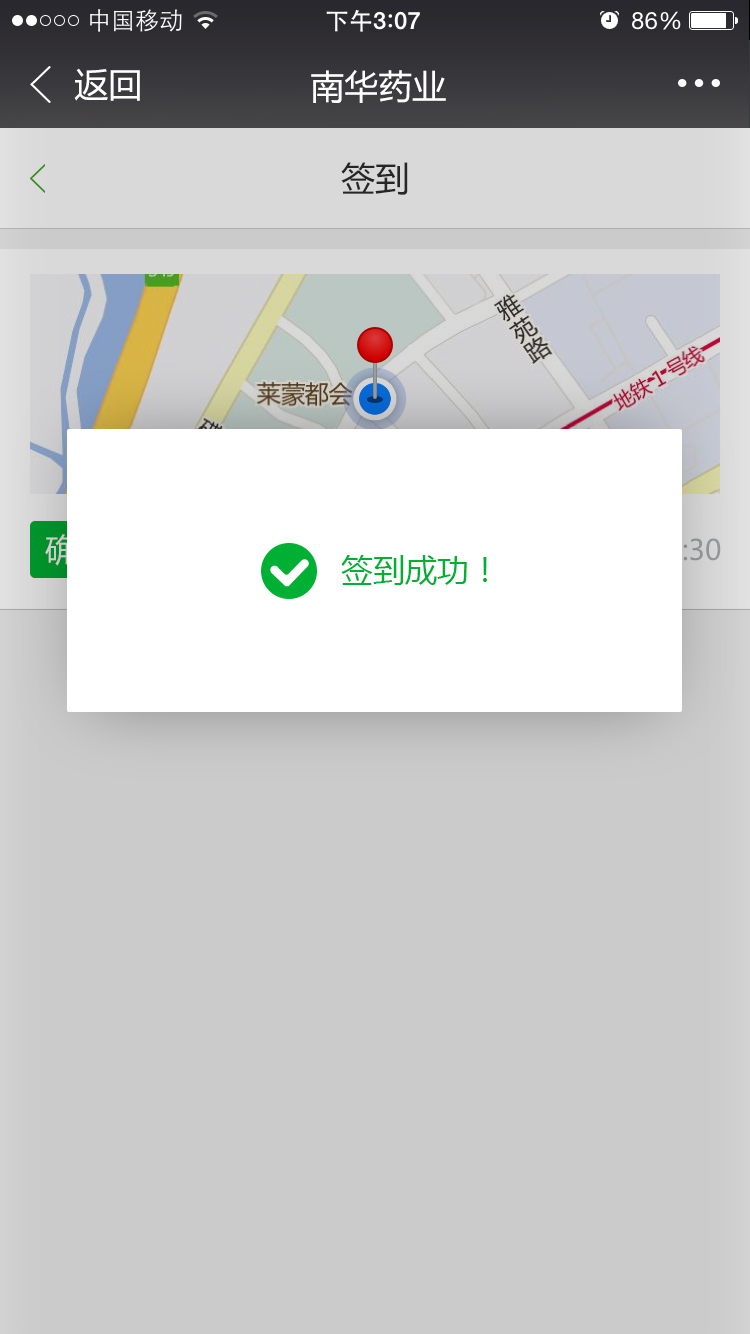 中国移动 下午3:07 86%
返回 南华药业
签到
雅苑路
莱蒙都会
地铁·1·号线
确
:30
签到成功！